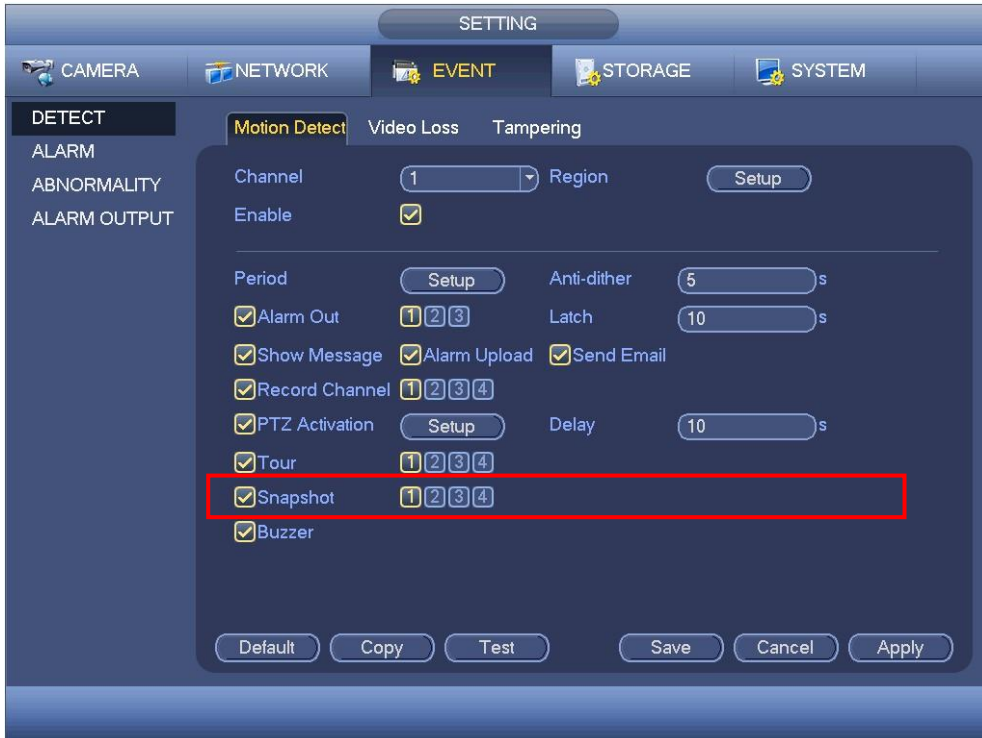 SETTING
CAMERA NETWORK EVENT STORAGE SYSTEM
DETECT
ALARM
ABNORMALITY
ALARM OUTPUT
Motion Detect Video Loss Tampering
Channel 1 Region Setup
Enable
Period Setup Anti-dither 5 s
Alarm Out 1 2 3 Latch 10 s
Show Message Alarm Upload Send Email
Record Channel 1 2 3 4
PTZ Activation Setup Delay 10 s
Tour 1 2 3 4
Snapshot 1 2 3 4
Buzzer
Default Copy Test Save Cancel Apply